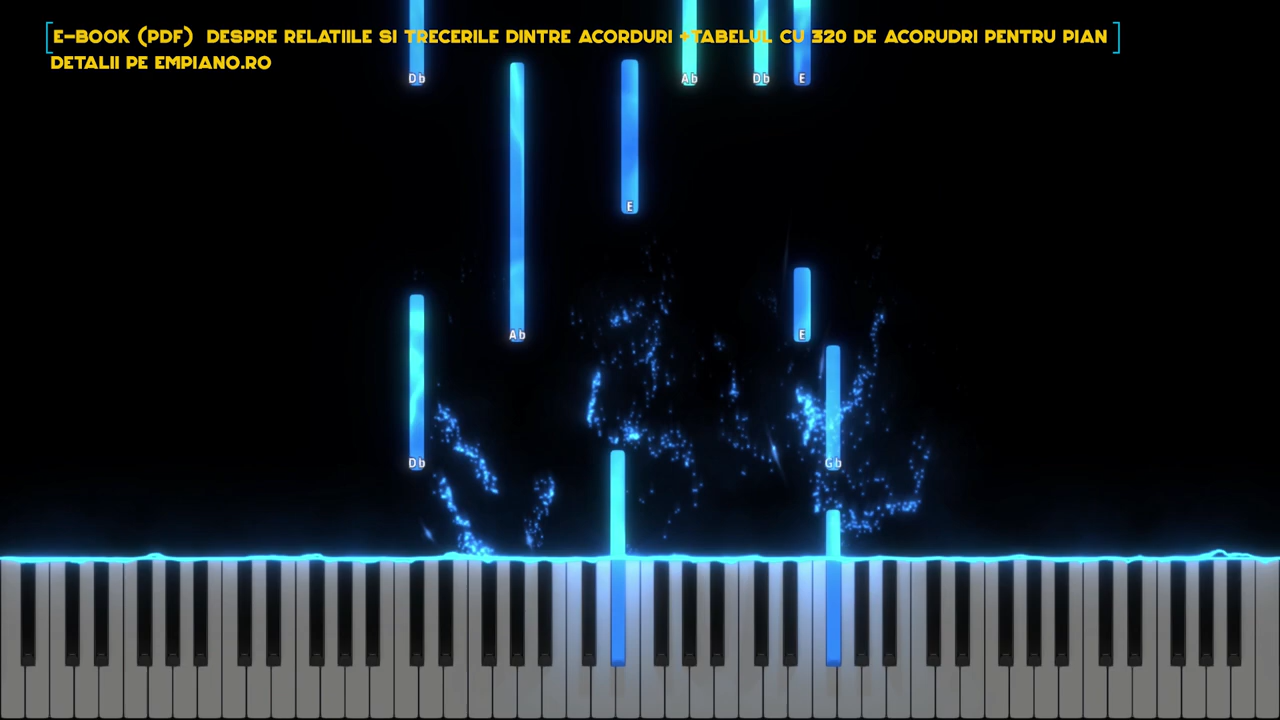 E-BOOK (PDF) DESPRE RELATIILE SI TRECERILE DINTRE ACORDURI +TABELUL CU 320 DE ACORUDRI PENTRU PIAN
DETALII PE EMPIANO.RO
Db Ab Db E
E
Ab E
Db Gb